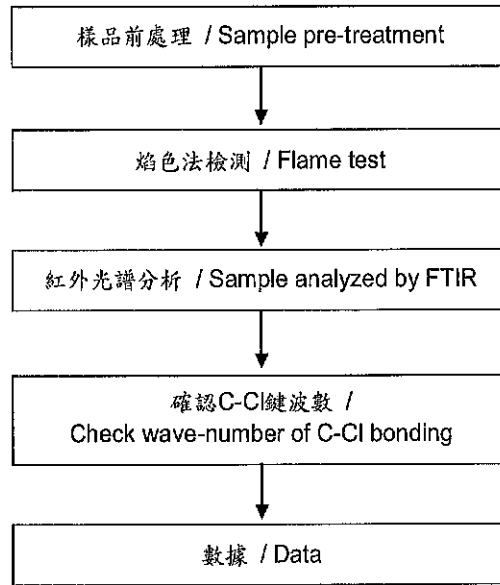 樣品前處理 / Sample pre-treatment
焰色法檢測 / Flame test
紅外光譜分析 / Sample analyzed by FTIR
確認C-Cl鍵波數 /
Check wave-number of C-Cl bonding
數據 / Data